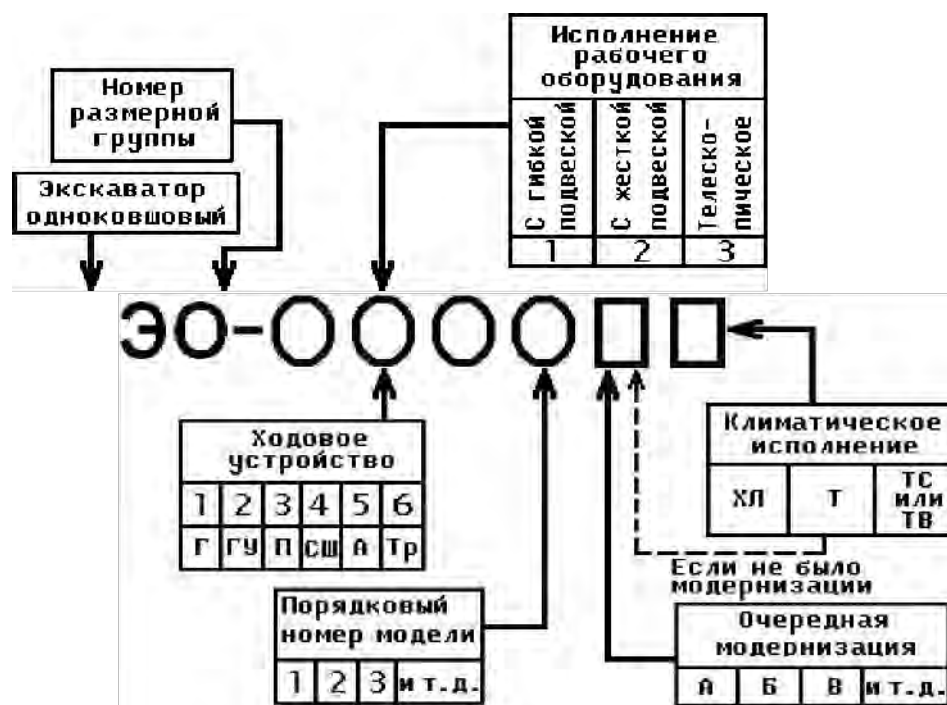 Исполнение
рабочего
оборудования
С гибкой
подвеской
С жесткой
подвеской
Телеско-
пическое
1 2 3
Номер
размерной
группы
Экскаватор
одноковшовый
ЭО-
Ходовое
устройство
1 2 3 4 5 6
Г ГУ П СШ А Тр
Порядковый
номер модели
1 2 3 и т.д.
Климатическое
исполнение
ХЛ Т ТС
или
ТВ
Если не было
модернизации
Очередная
модернизация
А Б В и т.д.